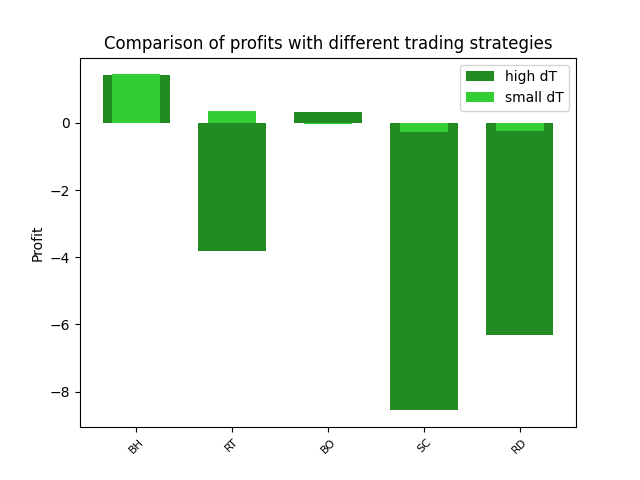 Comparison of profits with different trading strategies
high dT
small dT
0
−2
−4
−6
−8
Profit
BH
RT
BO
SC
RD